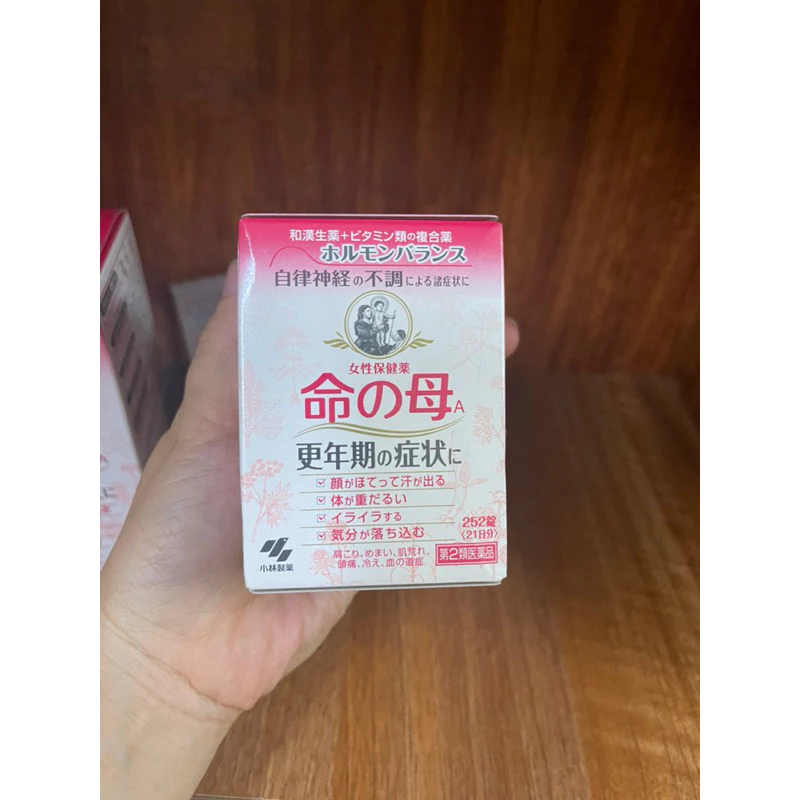 和漢生薬+ビタミン類の複合薬
ホルモンバランス
自律神経の不調による諸症状に
女性保健薬
命の母A
更年期の症状に
顔がほてって汗が出る
体が重だるい
イライラする
気分が落ち込む
252錠
(21日分)
肩こり、めまい、肌荒れ、
頭痛、冷え、血の道症
第2類医薬品
小林製薬